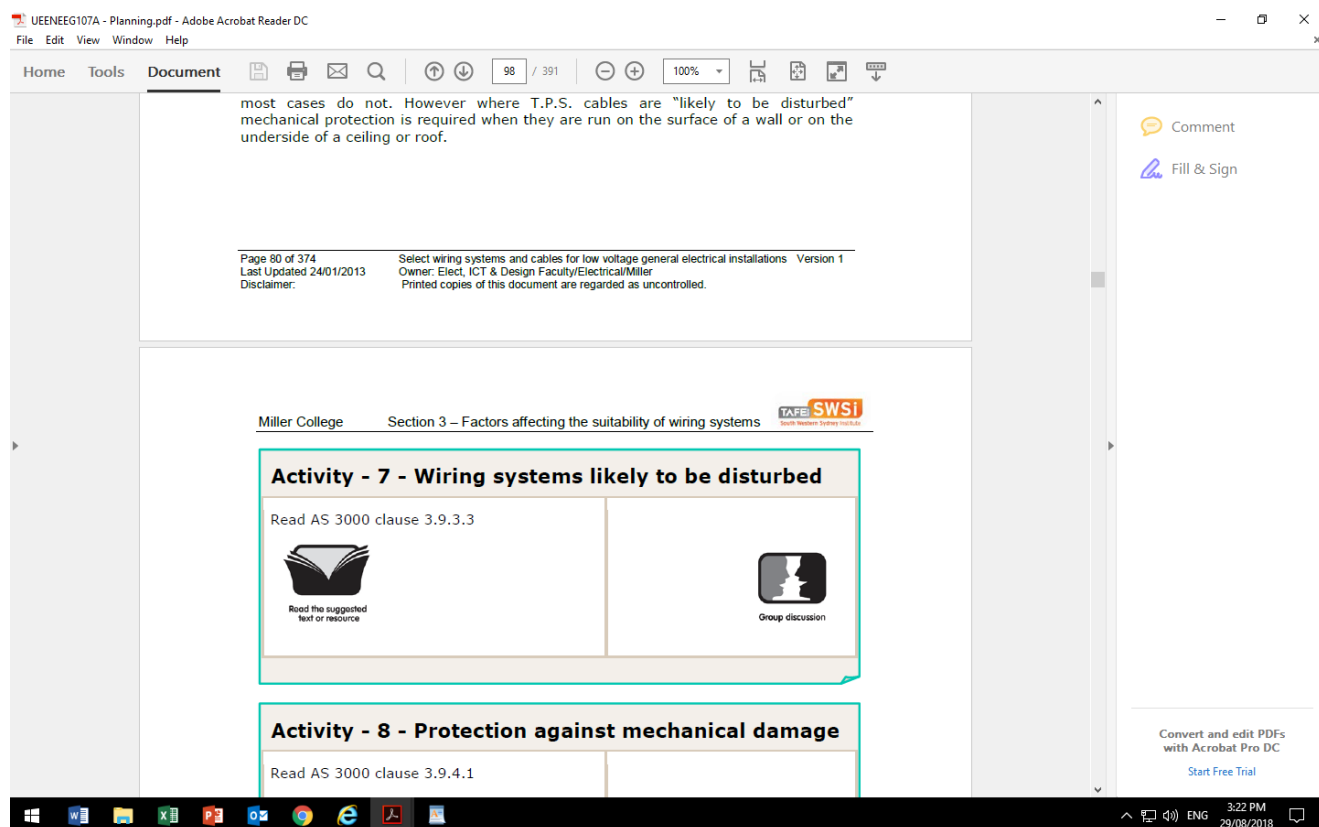 UEENEEG107A - Planning.pdf - Adobe Acrobat Reader DC
File Edit View Window Help
Home Tools Document 98 / 391 100%
most cases do not. However where T.P.S. cables are "likely to be disturbed"
mechanical protection is required when they are run on the surface of a wall or on the
underside of a ceiling or roof.
Comment
Fill & Sign
Page 80 of 374 Select wiring systems and cables for low voltage general electrical installations Version 1
Last Updated 24/01/2013 Owner: Elect, ICT & Design Faculty/Electrical/Miller
Disclaimer: Printed copies of this document are regarded as uncontrolled.
Miller College Section 3 – Factors affecting the suitability of wiring systems
TAFE SWSi
South Western Sydney Institute
Activity - 7 - Wiring systems likely to be disturbed
Read AS 3000 clause 3.9.3.3
Read the suggested
text or resource
Group discussion
Activity - 8 - Protection against mechanical damage
Read AS 3000 clause 3.9.4.1
Convert and edit PDFs
with Acrobat Pro DC
Start Free Trial
ENG
3:22 PM
29/08/2018